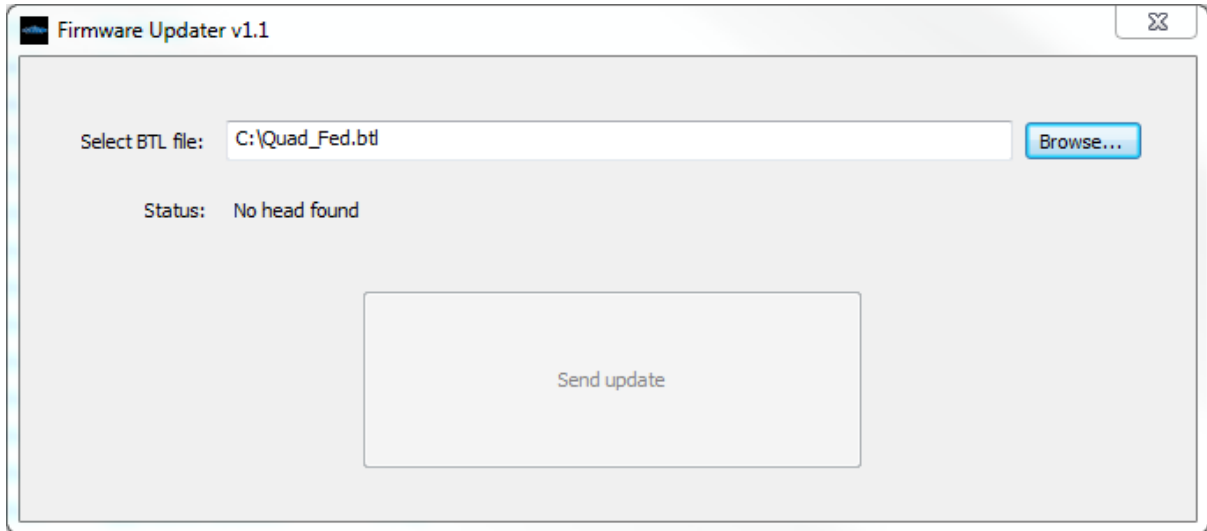 Firmware Updater v1.1
Select BTL file: C:\Quad_Fed.btl Browse...
Status: No head found
Send update